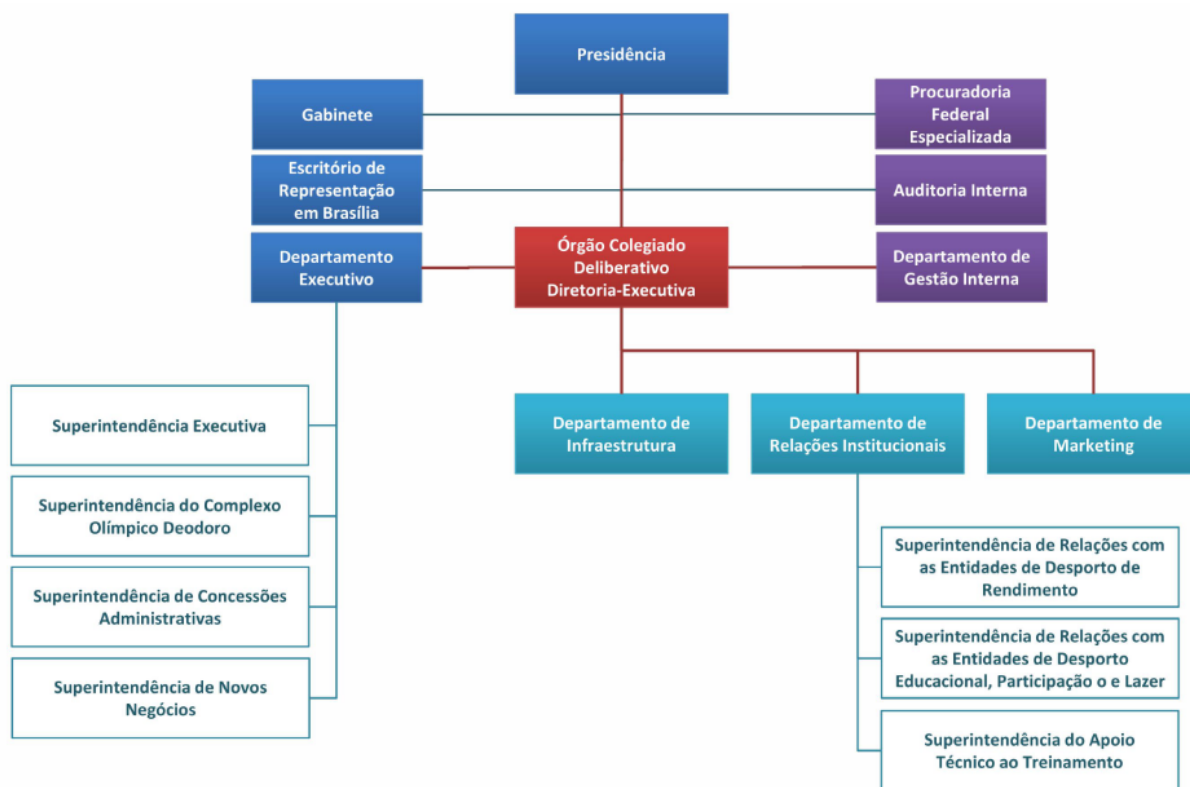 Presidência
Gabinete
Procuradoria
Federal
Especializada
Escritório de
Representação
em Brasília
Auditoria Interna
Departamento
Executivo
Órgão Colegiado
Deliberativo
Diretoria-Executiva
Departamento de
Gestão Interna
Superintendência Executiva
Superintendência do Complexo
Olímpico Deodoro
Superintendência de Concessões
Administrativas
Superintendência de Novos
Negócios
Departamento de
Infraestrutura
Departamento de
Relações Institucionais
Departamento de
Marketing
Superintendência de Relações com
as Entidades de Desporto de
Rendimento
Superintendência de Relações com
as Entidades de Desporto
Educacional, Participação o e Lazer
Superintendência do Apoio
Técnico ao Treinamento